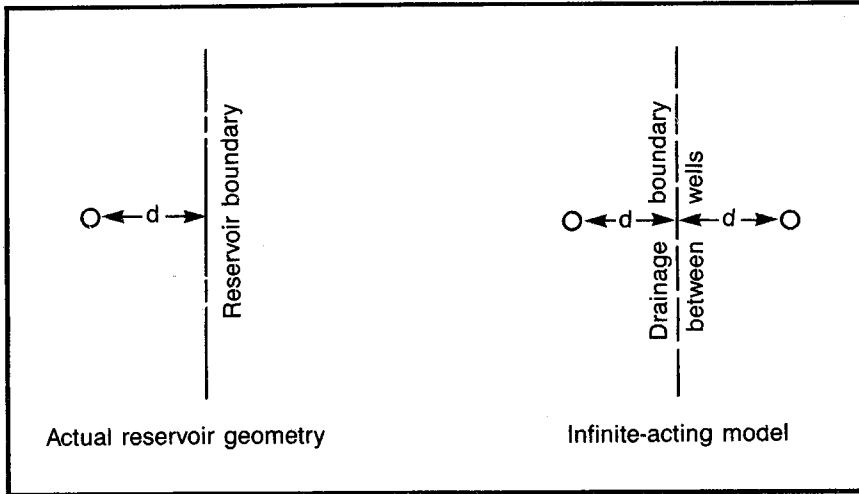 d
Reservoir boundary
Actual reservoir geometry
d
d
Drainage boundary
between wells
Infinite-acting model